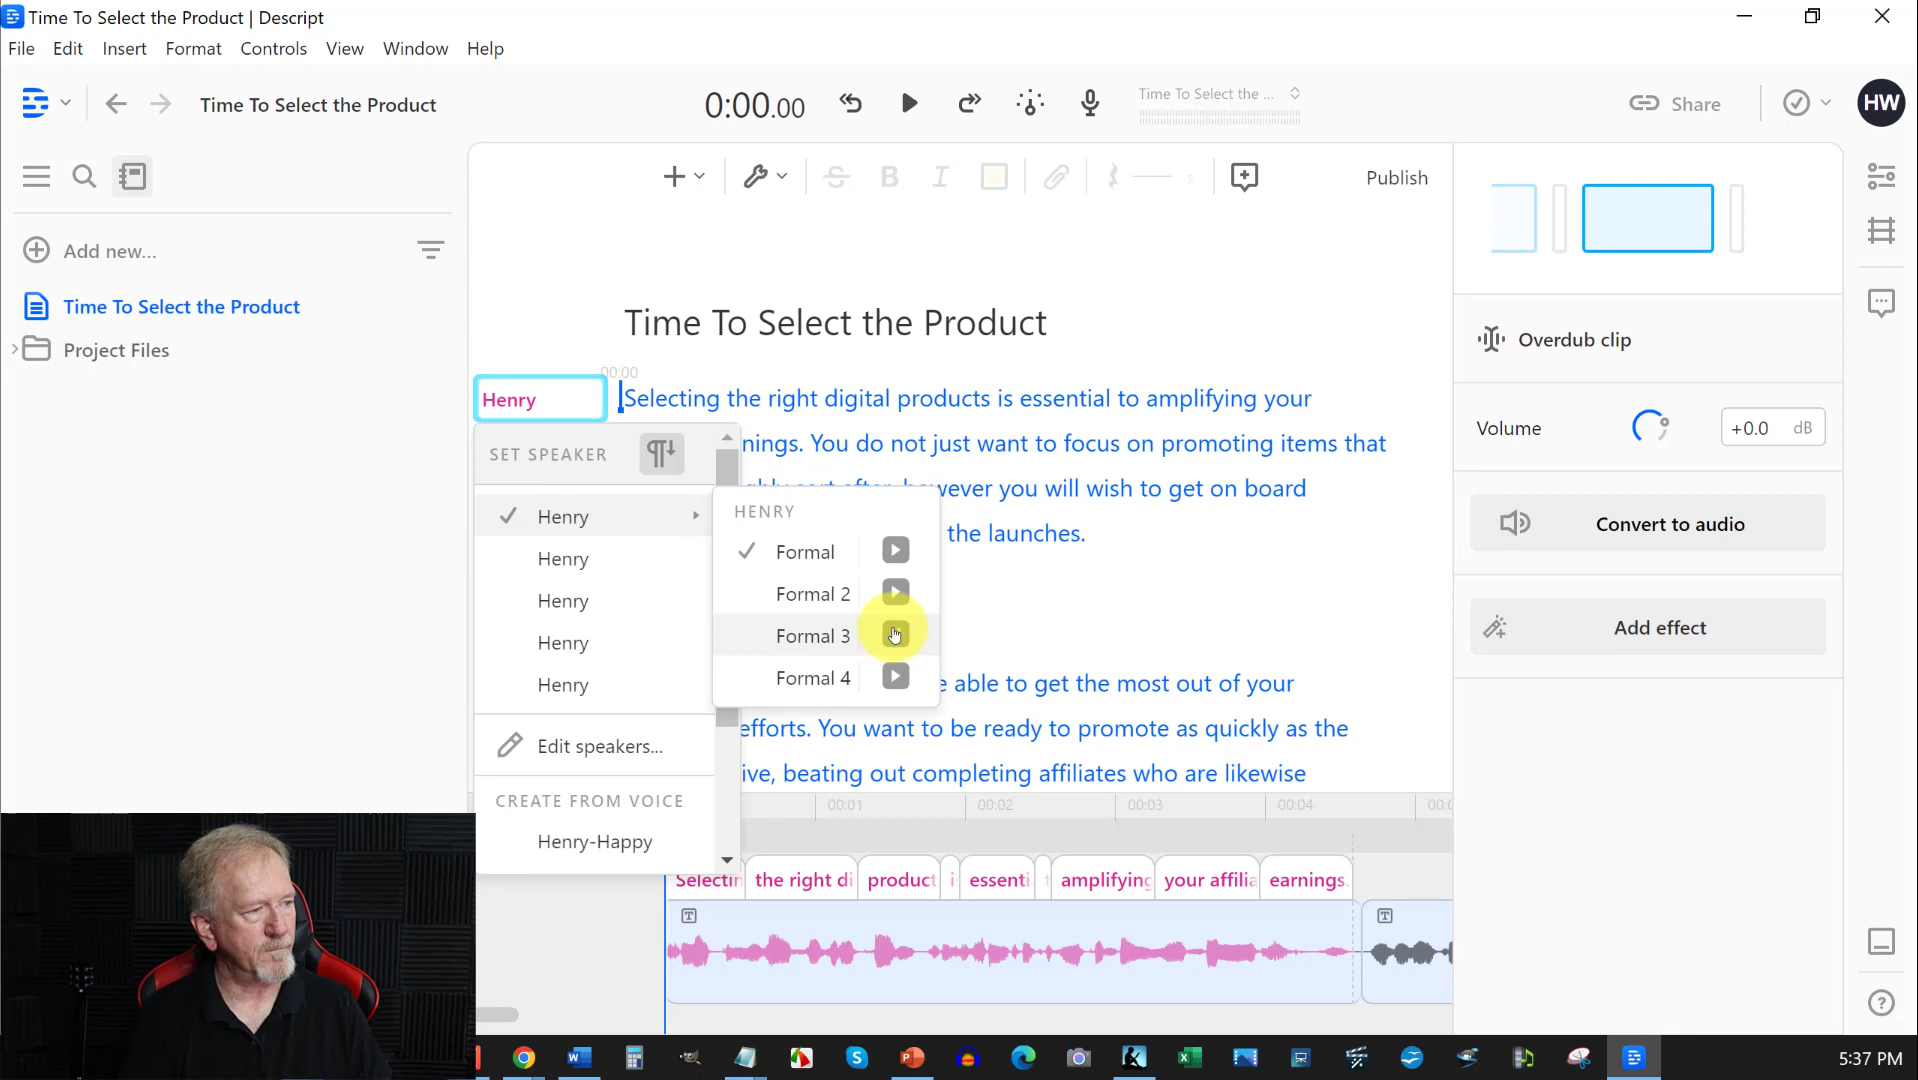 Time To Select the Product | Descript
File Edit Insert Format Controls View Window Help
Time To Select the Product
0:00.00
Time To Select the ...
Share
HW
Publish
Add new...
Time To Select the Product
Project Files
Time To Select the Product
00:00
Henry
Selecting the right digital products is essential to amplifying your
nings. You do not just want to focus on promoting items that
however you will wish to get on board
the launches.
able to get the most out of your
efforts. You want to be ready to promote as quickly as the
ive, beating out completing affiliates who are likewise
SET SPEAKER
Henry
Henry
Henry
Henry
Henry
Edit speakers...
CREATE FROM VOICE
Henry-Happy
HENRY
Formal
Formal 2
Formal 3
Formal 4
Overdub clip
Volume
+0.0 dB
Convert to audio
Add effect
00:01 00:02 00:03 00:04
Selectin the right di product i essenti amplifying your affilia earnings.
5:37 PM